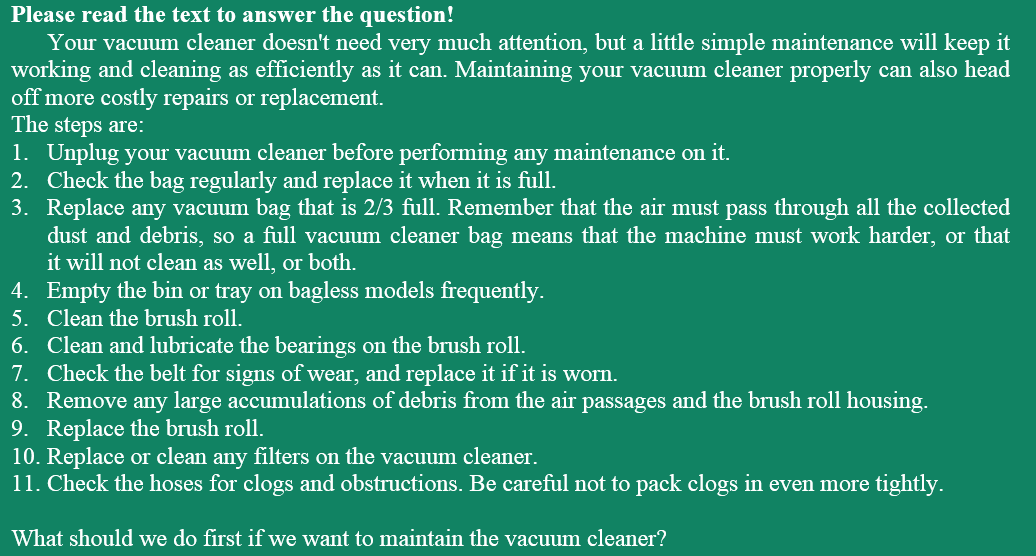 Please read the text to answer the question!
Your vacuum cleaner doesn't need very much attention, but a little simple maintenance will keep it
working and cleaning as efficiently as it can. Maintaining your vacuum cleaner properly can also head
off more costly repairs or replacement.
The steps are:
1. Unplug your vacuum cleaner before performing any maintenance on it.
2. Check the bag regularly and replace it when it is full.
3. Replace any vacuum bag that is 2/3 full. Remember that the air must pass through all the collected
dust and debris, so a full vacuum cleaner bag means that the machine must work harder, or that
it will not clean as well, or both.
4. Empty the bin or tray on bagless models frequently.
5. Clean the brush roll.
6. Clean and lubricate the bearings on the brush roll.
7. Check the belt for signs of wear, and replace it if it is worn.
8. Remove any large accumulations of debris from the air passages and the brush roll housing.
9. Replace the brush roll.
10. Replace or clean any filters on the vacuum cleaner.
11. Check the hoses for clogs and obstructions. Be careful not to pack clogs in even more tightly.
What should we do first if we want to maintain the vacuum cleaner?